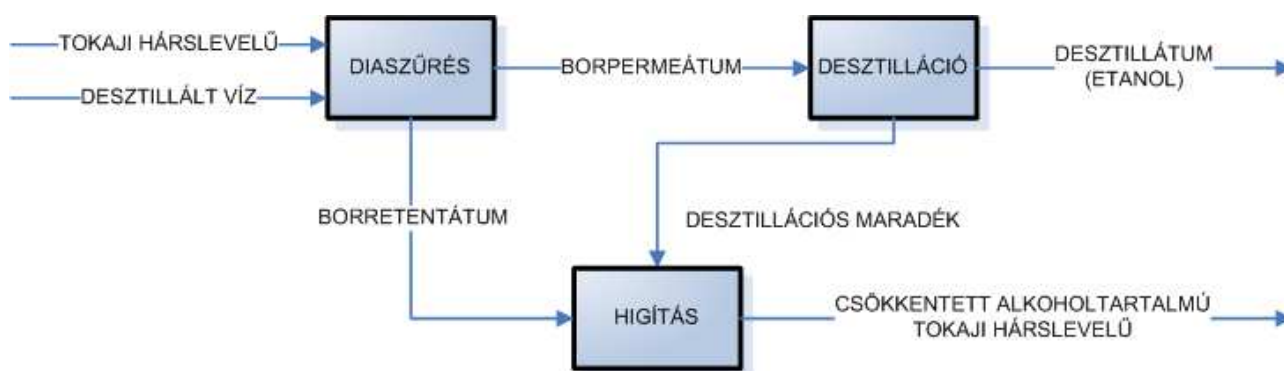 TOKAJI HÁRSLEVELŰ
DESZTILLÁLT VÍZ
DIASZŰRÉS
BORPERMEÁTUM
DESZTILLÁCIÓ
DESZTILLÁTUM
(ETANOL)
BORRETENTÁTUM
DESZTILLÁCIÓS MARADÉK
HIGÍTÁS
CSÖKKENTETT ALKOHOLTARTALMÚ
TOKAJI HÁRSLEVELŰ